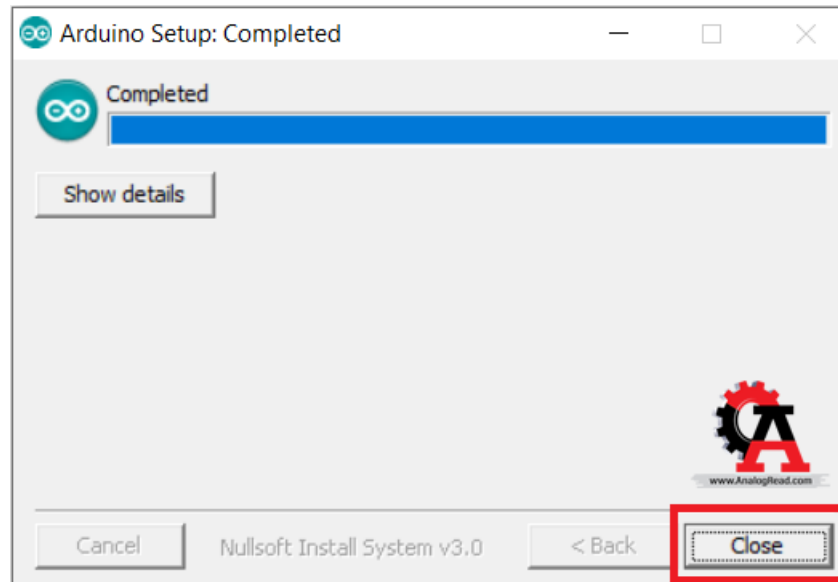 Arduino Setup: Completed
Completed
Show details
A
www.AnalogRead.com
Cancel
Nullsoft Install System v3.0
< Back
Close